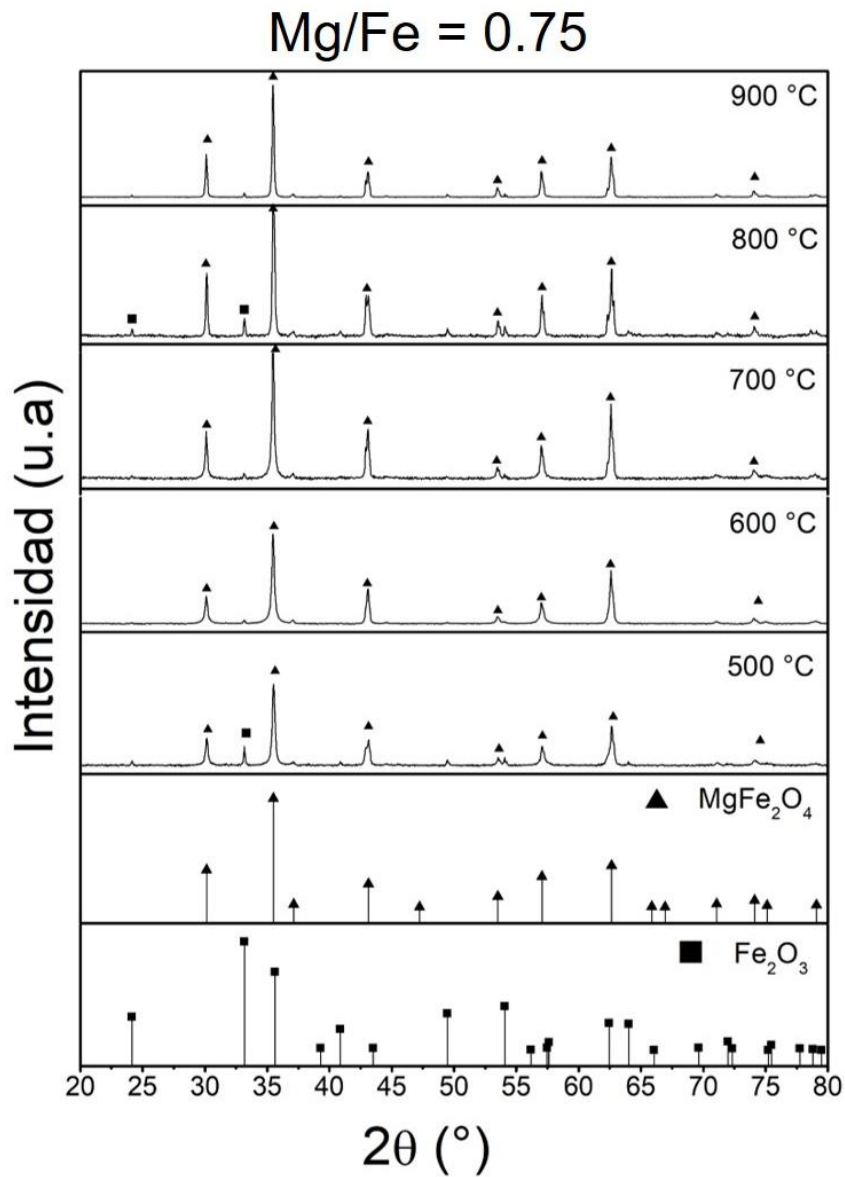 Mg/Fe = 0.75
900 °C
800 °C
700 °C
600 °C
500 °C
▲ MgFe₂O₄
■ Fe₂O₃
Intensidad (u.a)
20 25 30 35 40 45 50 55 60 65 70 75 80
2θ (°)